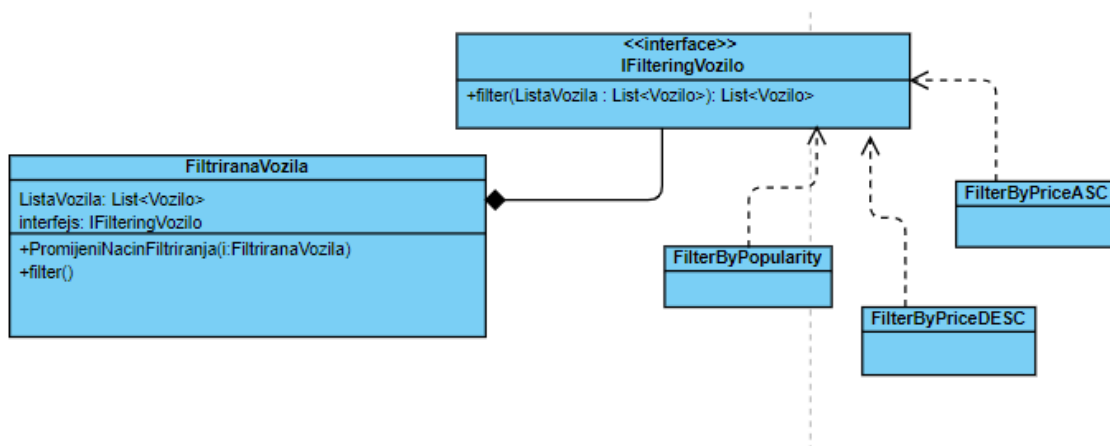 <<interface>>
IFilteringVozilo
+filter(ListaVozila : List<Vozilo>): List<Vozilo>
FiltriranaVozila
ListaVozila: List<Vozilo>
interfejs: IFilteringVozilo
+PromijeniNacinFiltriranja(i:FiltriranaVozila)
+filter()
FilterByPriceASC
FilterByPopularity
FilterByPriceDESC